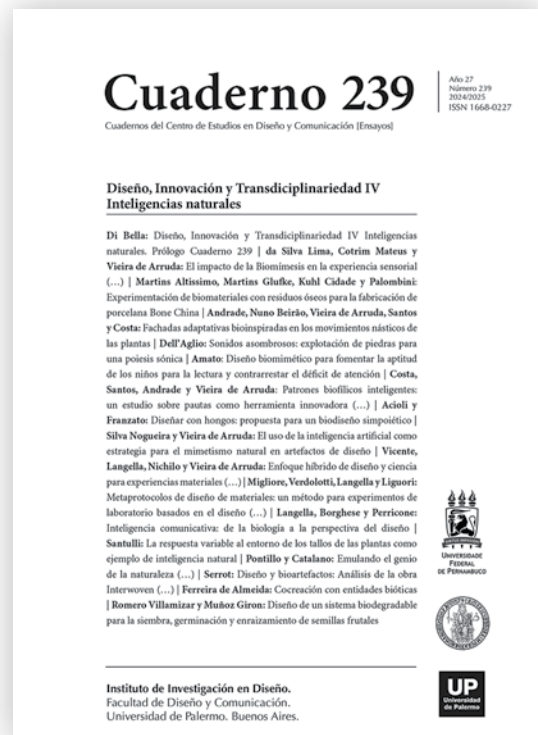 Cuaderno 239
Año 27
Número 239
2024/2025
ISSN 1668-0227
Cuadernos del Centro de Estudios en Diseño y Comunicación [Ensayos]
Diseño, Innovación y Transdiciplinariedad IV
Inteligencias naturales
Di Bella: Diseño, Innovación y Transdiciplinariedad IV Inteligencias
naturales. Prólogo Cuaderno 239 | da Silva Lima, Cotrim Mateus y
Vieira de Arruda: El impacto de la Biomímesis en la experiencia sensorial
(...) | Martins Altissimo, Martins Glufke, Kuhl Cidade y Palombini:
Experimentación de biomateriales con residuos óseos para la fabricación de
porcelana Bone China | Andrade, Nuno Beirão, Vieira de Arruda, Santos
y Costa: Fachadas adaptativas bioinspiradas en los movimientos násticos de
las plantas | Dell'Aglio: Sonidos asombrosos: explotación de piedras para
una poiesis sónica | Amato: Diseño biomimético para fomentar la aptitud
de los niños para la lectura y contrarrestar el déficit de atención | Costa,
Santos, Andrade y Vieira de Arruda: Patrones biofílicos inteligentes:
un estudio sobre pautas como herramienta innovadora (...) | Acioli y
Franzato: Diseñar con hongos: propuesta para un biodiseño simpoiético |
Silva Nogueira y Vieira de Arruda: El uso de la inteligencia artificial como
estrategia para el mimetismo natural en artefactos de diseño | Vicente,
Langella, Nichilo y Vieira de Arruda: Enfoque híbrido de diseño y ciencia
para experiencias materiales (...) | Migliore, Verdolotti, Langella y Liguori:
Metaprotocolos de diseño de materiales: un método para experimentos de
laboratorio basados en el diseño (...) | Langella, Borghese y Perricone:
Inteligencia comunicativa: de la biología a la perspectiva del diseño |
Santulli: La respuesta variable al entorno de los tallos de las plantas como
ejemplo de inteligencia natural | Pontillo y Catalano: Emulando el genio
de la naturaleza (...) | Serrot: Diseño y bioartefactos: Análisis de la obra
Interwoven (...) | Ferreira de Almeida: Cocreación con entidades bióticas
| Romero Villamizar y Muñoz Giron: Diseño de un sistema biodegradable
para la siembra, germinación y enraizamiento de semillas frutales
UNIVERSIDADE
FEDERAL
DE PERNAMBUCO
UP
Universidad
de Palermo
Instituto de Investigación en Diseño.
Facultad de Diseño y Comunicación.
Universidad de Palermo. Buenos Aires.